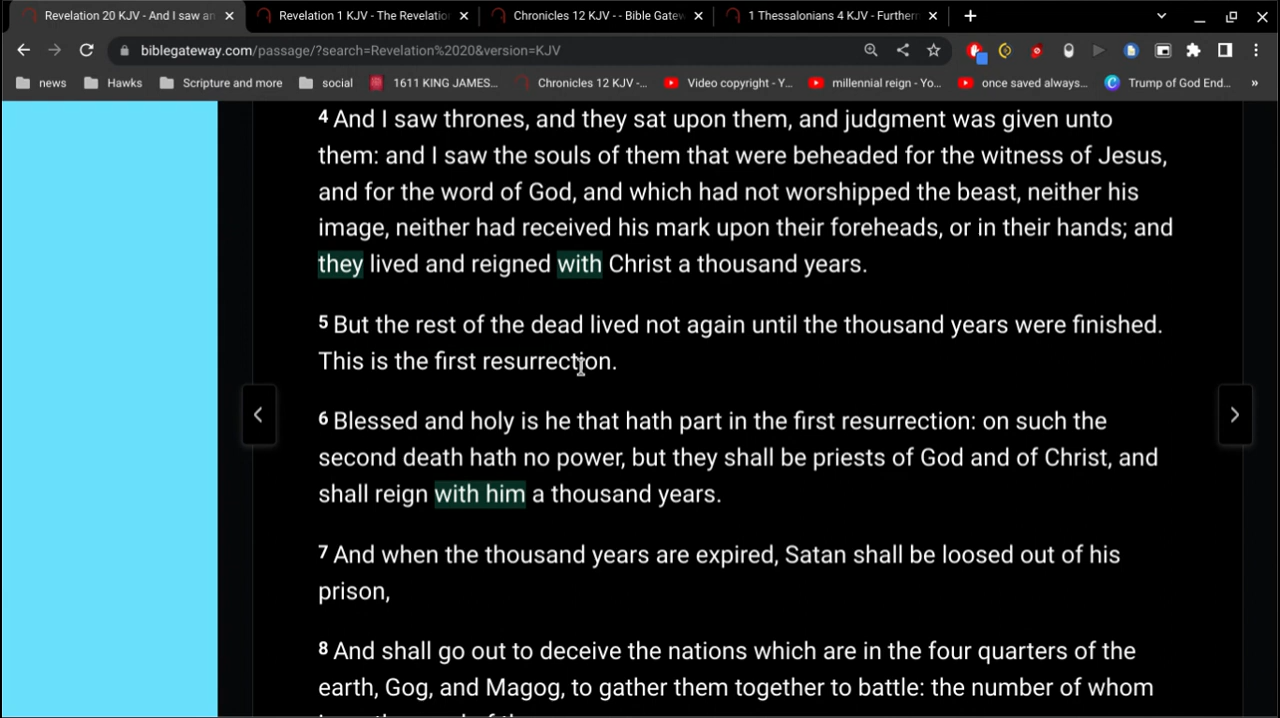 Revelation 20 KJV - And I saw an
Revelation 1 KJV - The Revelatio
Chronicles 12 KJV - - Bible Gatew
1 Thessalonians 4 KJV - Further
biblegateway.com/passage/?search=Revelation%2020&version=KJV
news
Hawks
Scripture and more
social
1611 KING JAMES...
Chronicles 12 KJV -...
Video copyright - Y...
millennial reign - Yo...
once saved always...
Trump of God End...
»
4 And I saw thrones, and they sat upon them, and judgment was given unto
them: and I saw the souls of them that were beheaded for the witness of Jesus,
and for the word of God, and which had not worshipped the beast, neither his
image, neither had received his mark upon their foreheads, or in their hands; and
they lived and reigned with Christ a thousand years.
5 But the rest of the dead lived not again until the thousand years were finished.
This is the first resurrection.
6 Blessed and holy is he that hath part in the first resurrection: on such the
second death hath no power, but they shall be priests of God and of Christ, and
shall reign with him a thousand years.
7 And when the thousand years are expired, Satan shall be loosed out of his
prison,
8 And shall go out to deceive the nations which are in the four quarters of the
earth, Gog, and Magog, to gather them together to battle: the number of whom